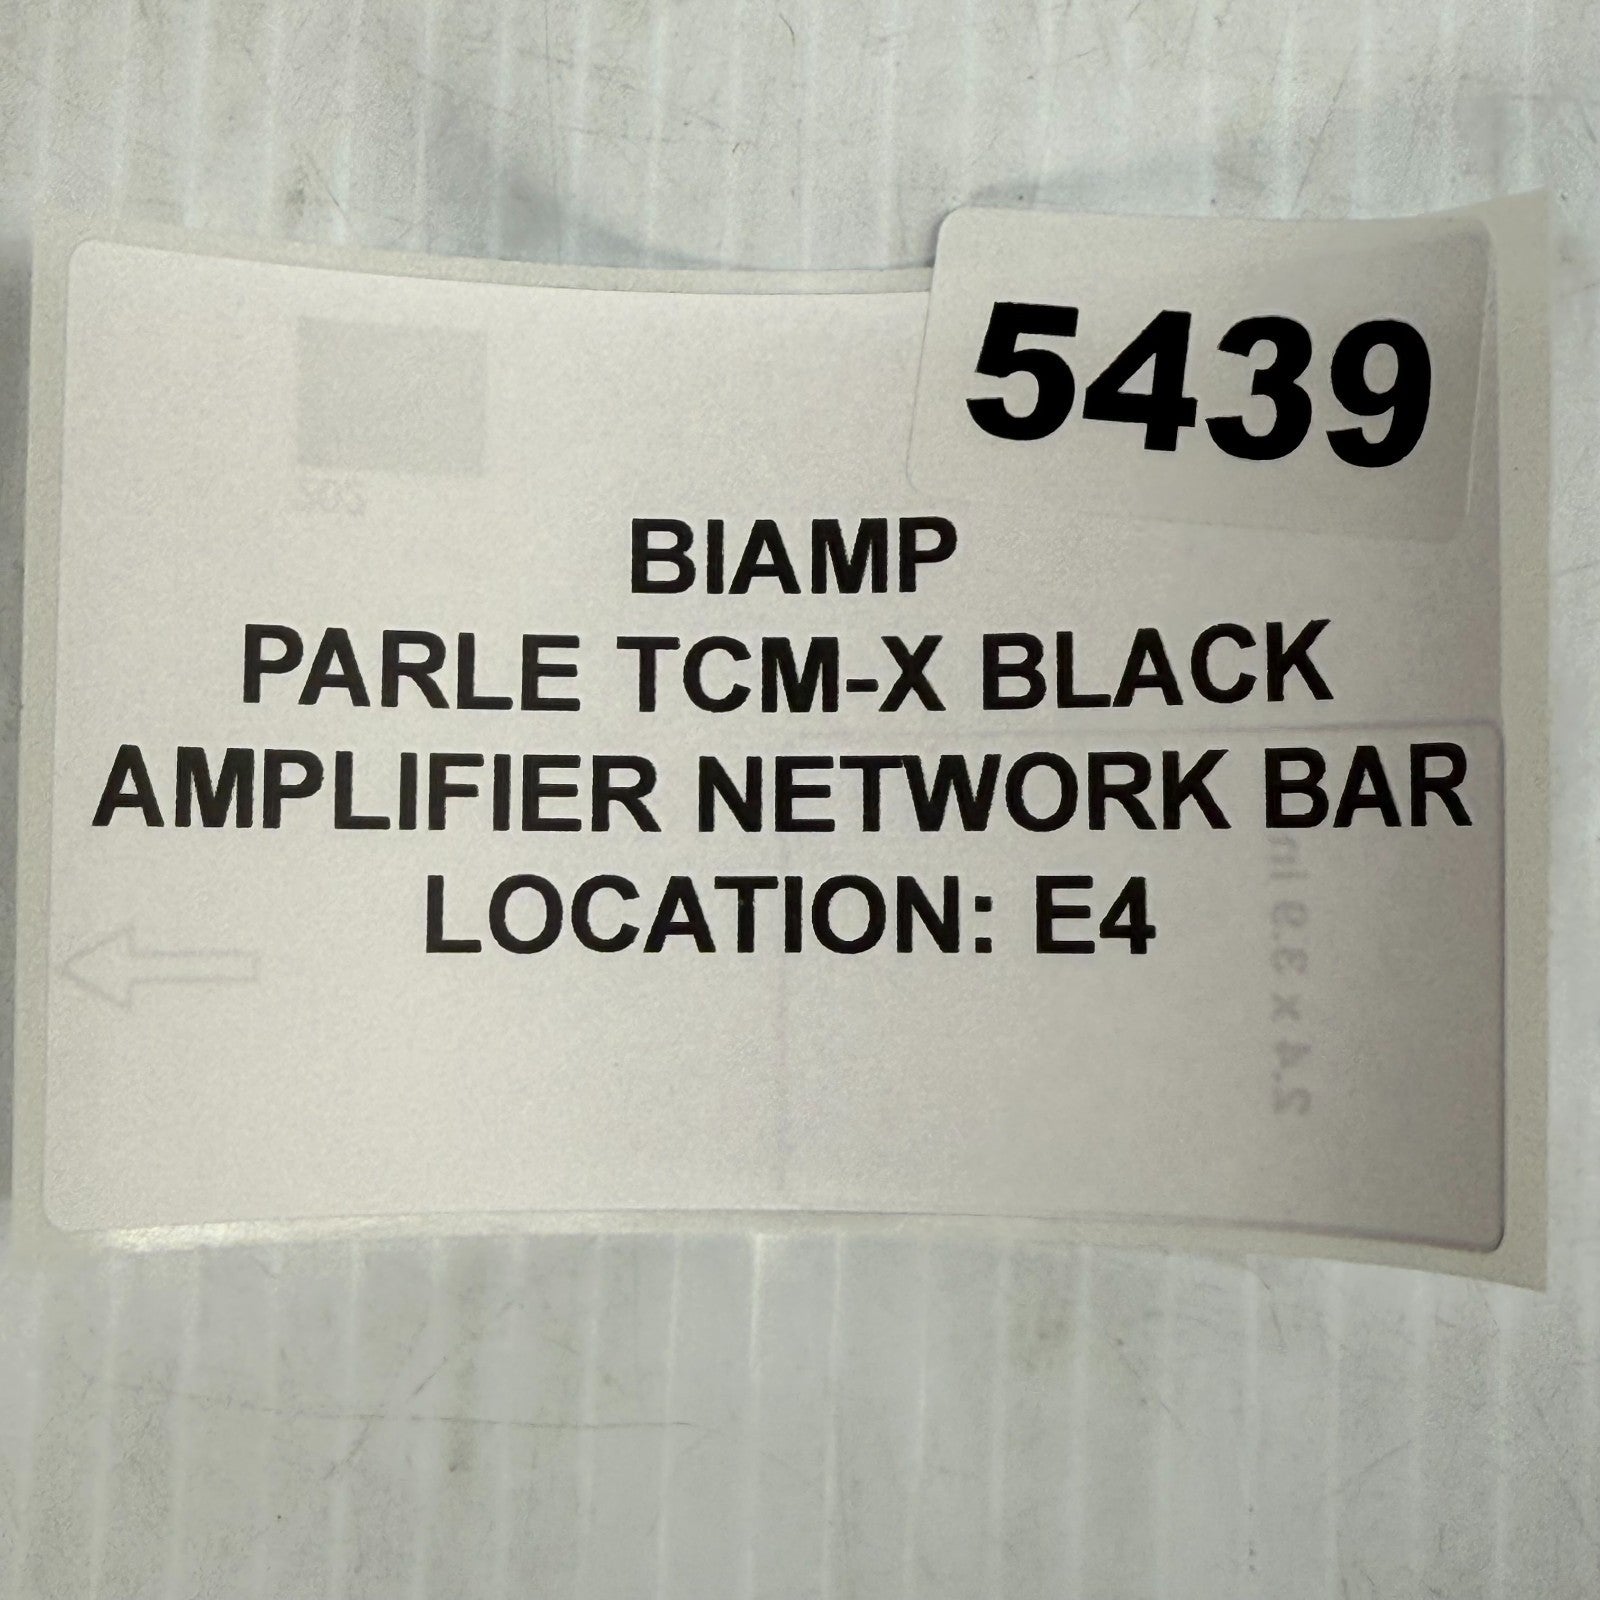 5439
BIAMP
PARLE TCM-X BLACK
AMPLIFIER NETWORK BAR
LOCATION: E4